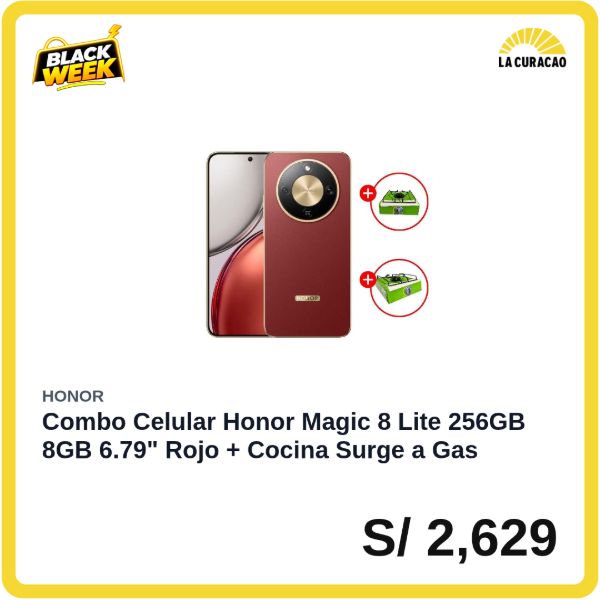 BLACK
WEEK
LA CURACAO
HONOR
HONOR
Combo Celular Honor Magic 8 Lite 256GB
8GB 6.79" Rojo + Cocina Surge a Gas
S/ 2,629